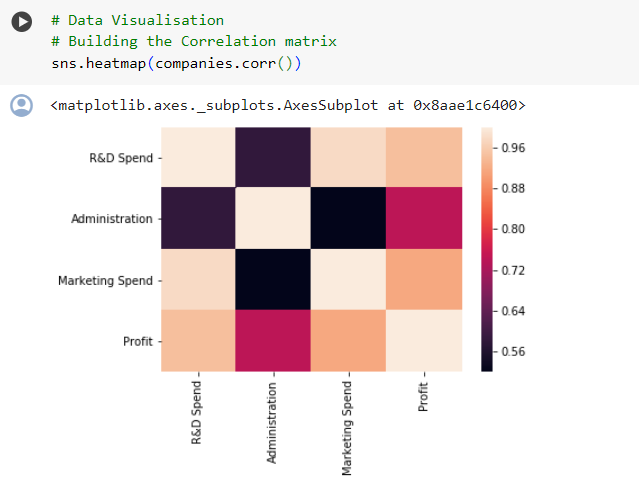 # Data Visualisation
# Building the Correlation matrix
sns.heatmap(companies.corr())
<matplotlib.axes._subplots.AxesSubplot at 0x8aae1c6400>
R&D Spend
Administration
Marketing Spend
Profit
R&D Spend
Administration
Marketing Spend
Profit
0.96
0.88
0.80
0.72
0.64
0.56